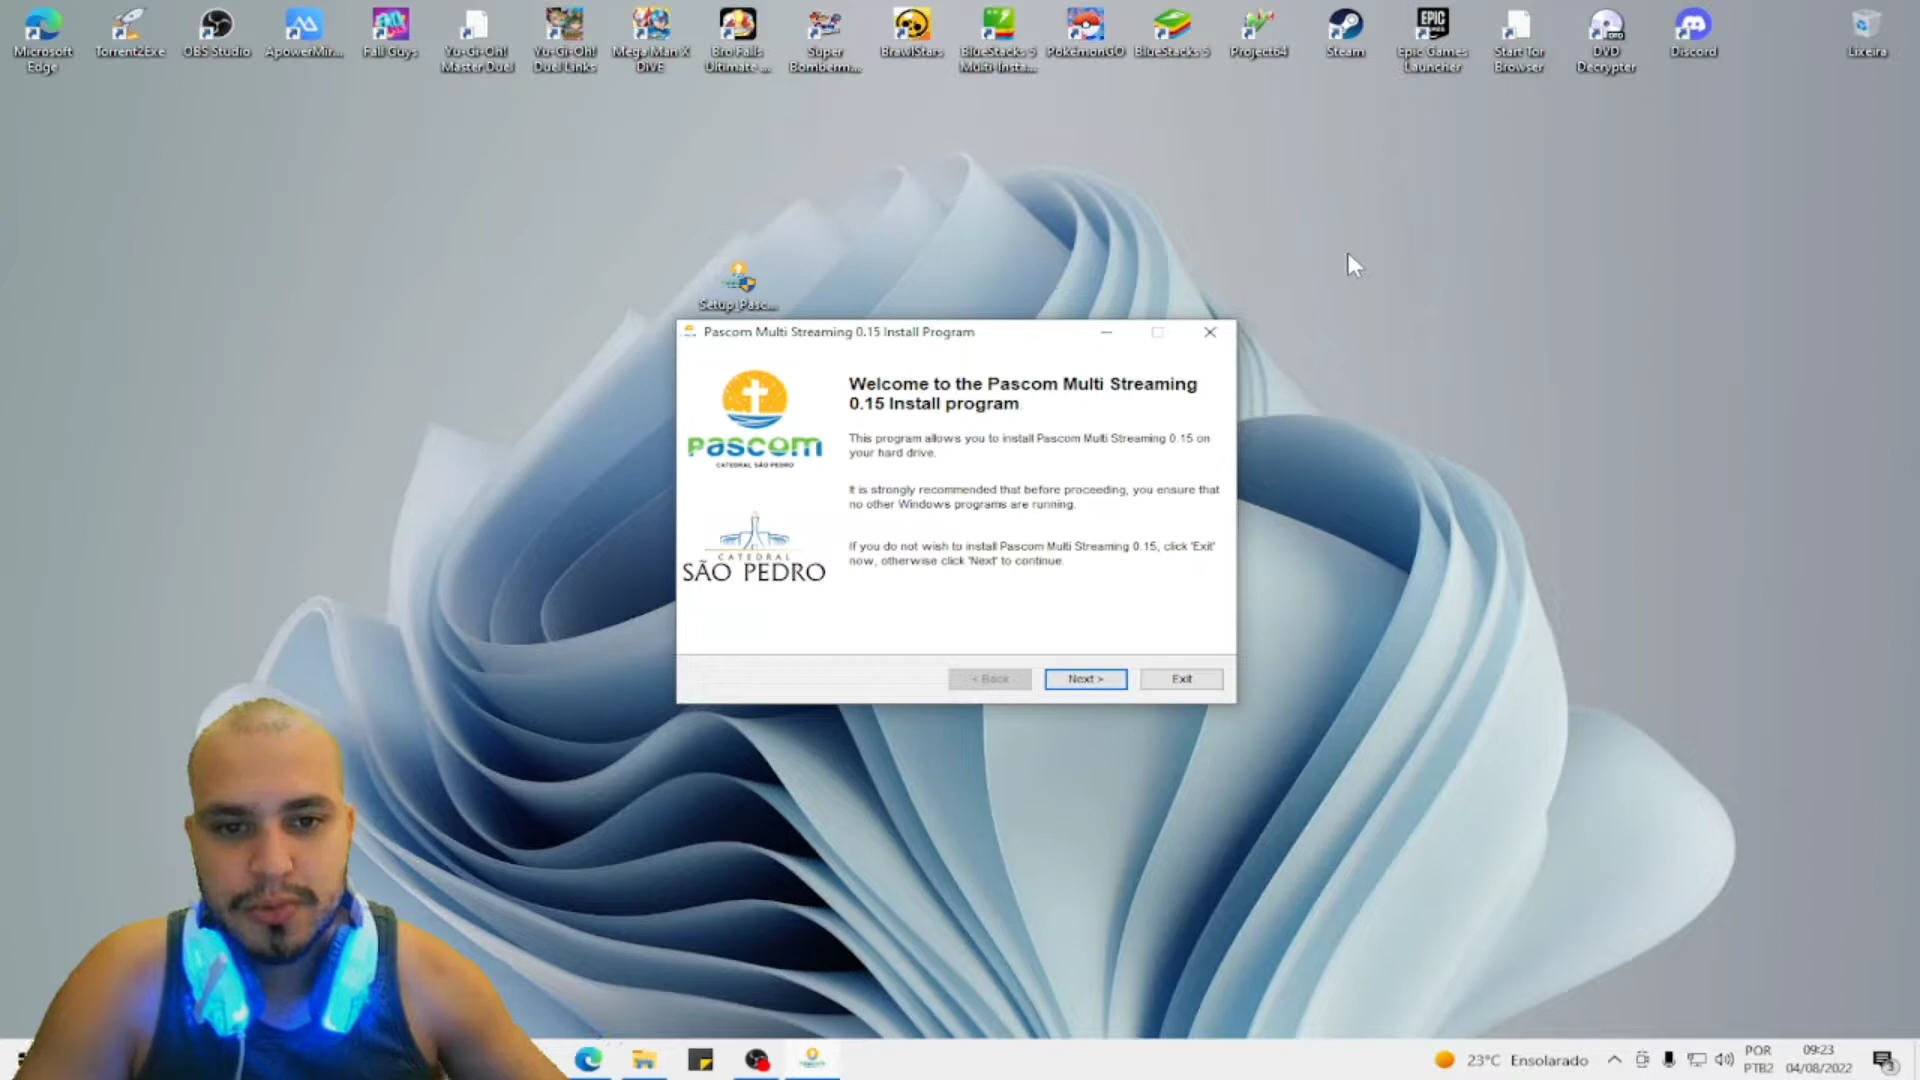 Microsoft Edge
Torrent2Exe
OBS Studio
ApowerMir...
Fall Guys
Yu-Gi-Oh! Master Duel
Yu-Gi-Oh! Duel Links
Mega Man X DiVE
Bro Falls Ultimate ...
Super Bomberm...
BrawlStars
BlueStacks 5 Multi-Insta...
PokémonGO
BlueStacks 5
Project64
Steam
Epic Games Launcher
Start Tor Browser
DVD Decrypter
Discord
Lixeira
Setup_Pasc...
Pascom Multi Streaming 0.15 Install Program
pascom
CATEDRAL SÃO PEDRO
CATEDRAL
SÃO PEDRO
Welcome to the Pascom Multi Streaming
0.15 Install program
This program allows you to install Pascom Multi Streaming 0.15 on
your hard drive.
It is strongly recommended that before proceeding, you ensure that
no other Windows programs are running.
If you do not wish to install Pascom Multi Streaming 0.15, click 'Exit'
now, otherwise click 'Next' to continue.
< Back
Next >
Exit
23°C Ensolarado
POR
PTB2
09:23
04/08/2022
3